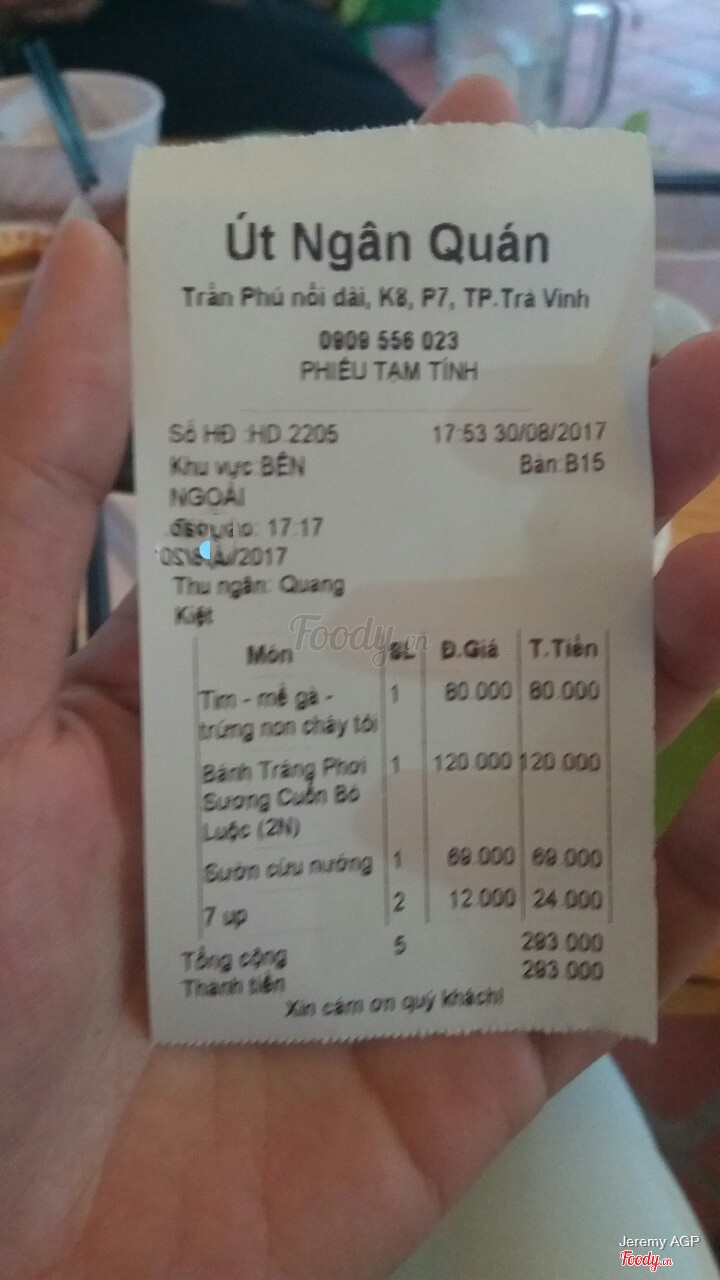 Út Ngân Quán
Trần Phú nối dài, K8, P7, TP.Trà Vinh
0909 556 023
PHIẾU TẠM TÍNH
Số HĐ :HD.2205 17:53 30/08/2017
Khu vực:BÊN Bàn:B15
NGOÀI
17:17
/2017
Thu ngân: Quang
Kiệt
Foody.vn
Món SL Đ.Giá T.Tiền
Tim - mề gà - 1 80.000 80.000
trứng non cháy tỏi
Bánh Tráng Phơi 1 120.000 120.000
Sương Cuốn Bò
Luộc (2N)
Sườn cừu nướng 1 69.000 69.000
7 up 2 12.000 24.000
Tổng cộng 5 293.000
Thành tiền 293.000
Xin cám ơn quý khách!
Jeremy AGP
Foody.vn